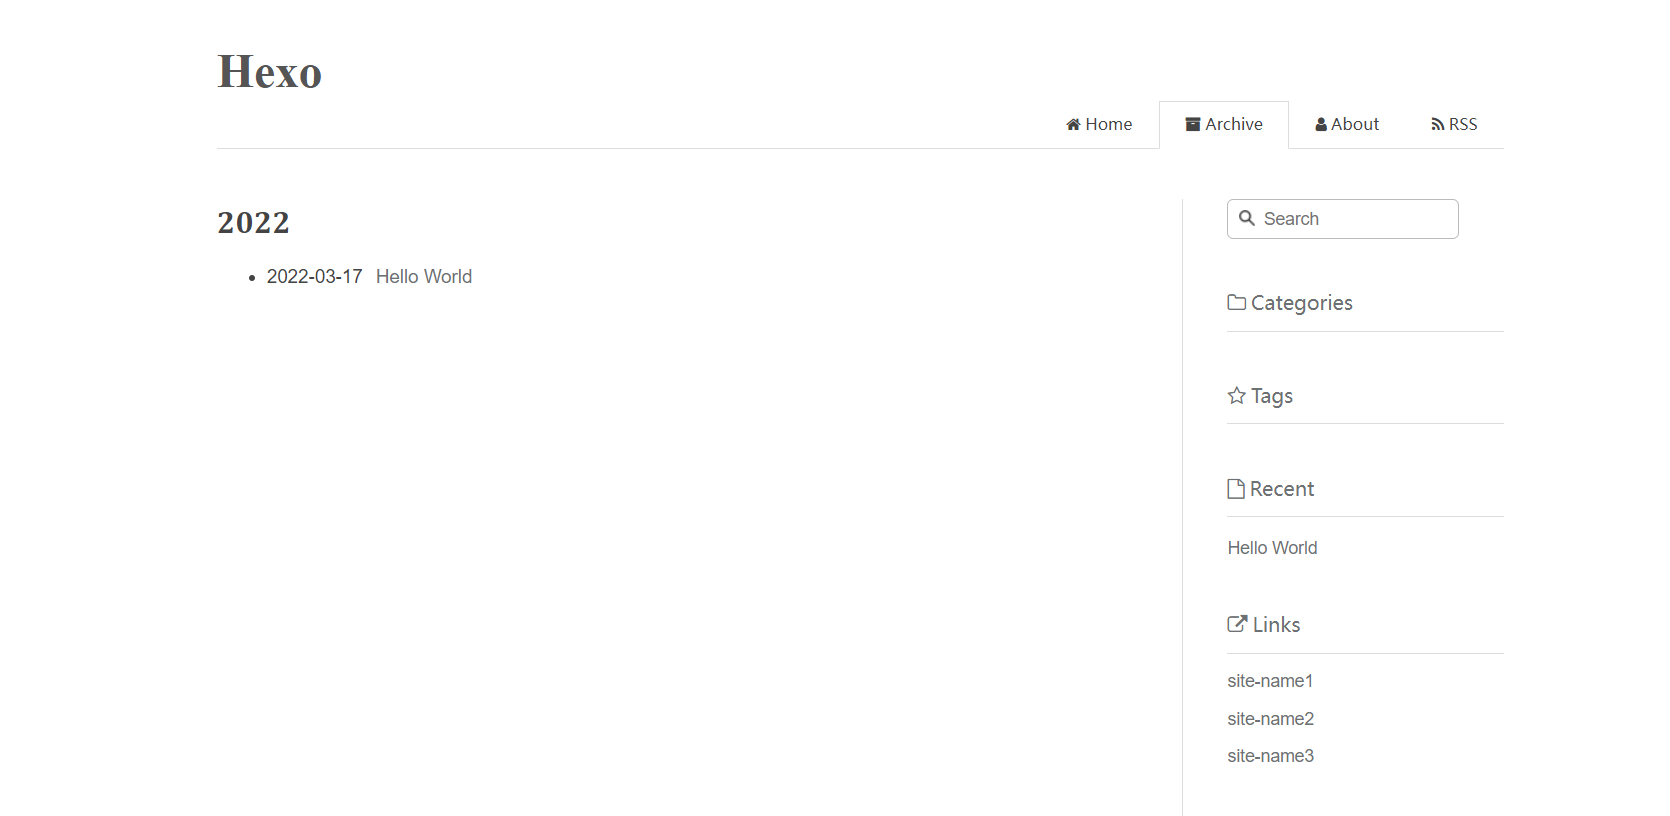 Hexo
Home Archive About RSS
2022
2022-03-17 Hello World
Search
Categories
Tags
Recent
Hello World
Links
site-name1
site-name2
site-name3